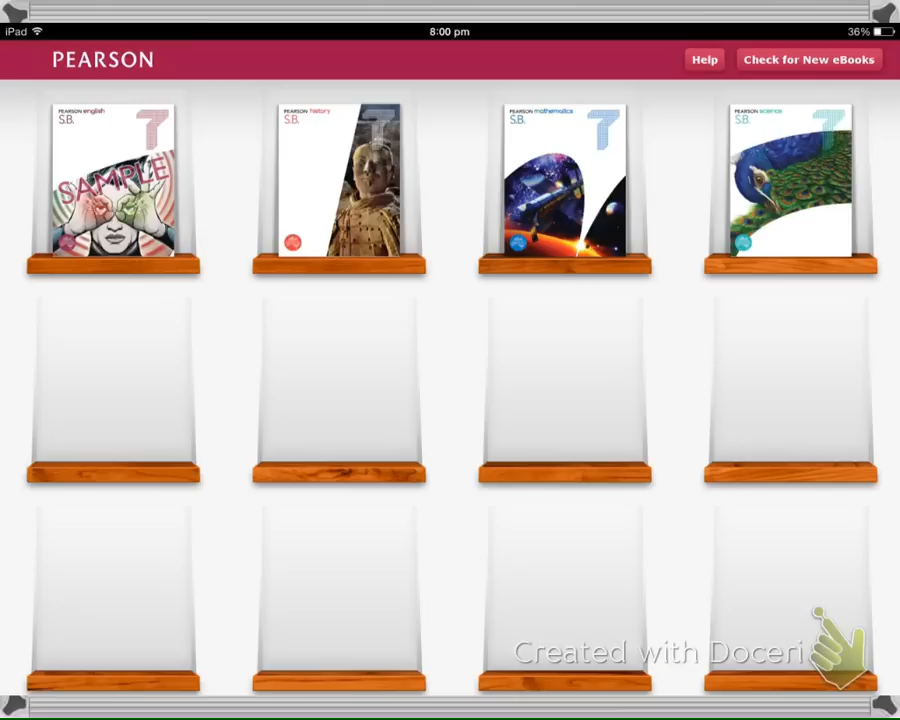 iPad 8:00 pm 36%
PEARSON Help Check for New eBooks
PEARSON english
S.B.
7
SAMPLE
PEARSON history
S.B.
7
PEARSON mathematics
S.B.
7
PEARSON science
S.B.
7
Created with Doceri